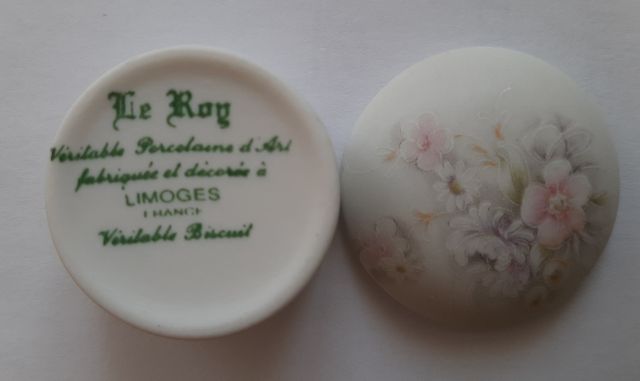 Le Roy
Véritable Porcelaine d'Art
fabriquée et décorée à
LIMOGES
FRANCE
Véritable Biscuit